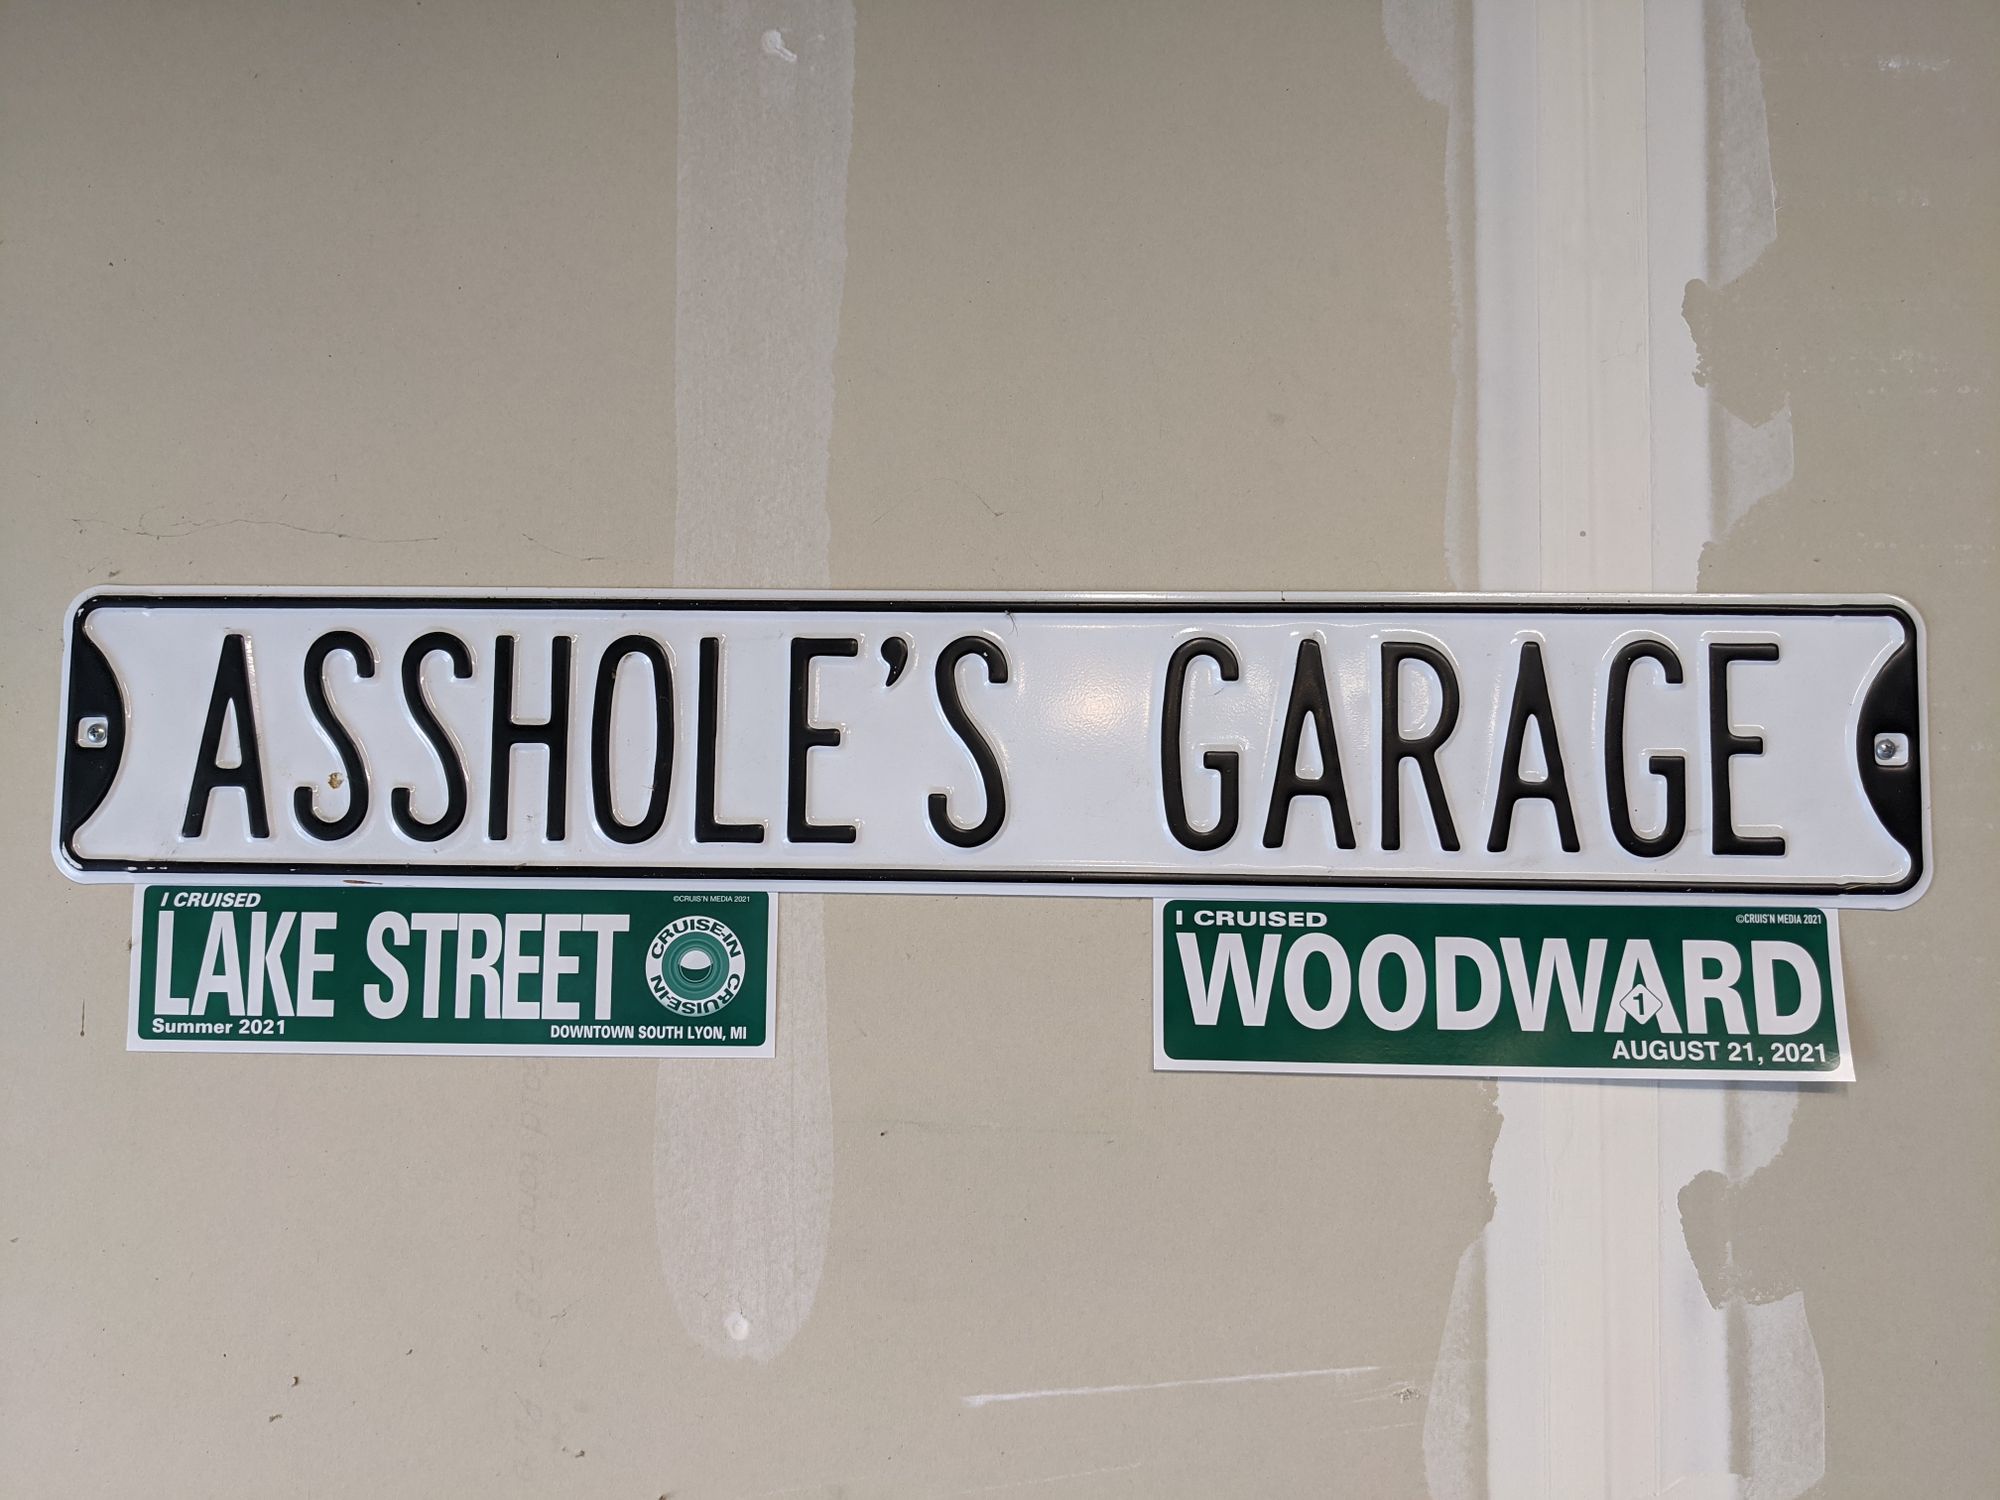 ASSHOLE'S GARAGE
I CRUISED
©CRUIS'N MEDIA 2021
LAKE STREET
CRUISE-IN CRUISE-IN
Summer 2021
DOWNTOWN SOUTH LYON, MI
I CRUISED
©CRUIS'N MEDIA 2021
WOODWARD
1
AUGUST 21, 2021